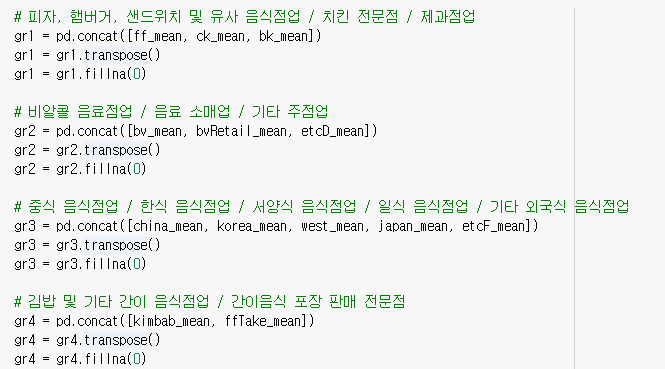 # 피자, 햄버거, 샌드위치 및 유사 음식점업 / 치킨 전문점 / 제과점업
gr1 = pd.concat([ff_mean, ck_mean, bk_mean])
gr1 = gr1.transpose()
gr1 = gr1.fillna(0)
# 비알콜 음료점업 / 음료 소매업 / 기타 주점업
gr2 = pd.concat([bv_mean, bvRetail_mean, etcD_mean])
gr2 = gr2.transpose()
gr2 = gr2.fillna(0)
# 중식 음식점업 / 한식 음식점업 / 서양식 음식점업 / 일식 음식점업 / 기타 외국식 음식점업
gr3 = pd.concat([china_mean, korea_mean, west_mean, japan_mean, etcF_mean])
gr3 = gr3.transpose()
gr3 = gr3.fillna(0)
# 김밥 및 기타 간이 음식점업 / 간이음식 포장 판매 전문점
gr4 = pd.concat([kimbab_mean, ffTake_mean])
gr4 = gr4.transpose()
gr4 = gr4.fillna(0)